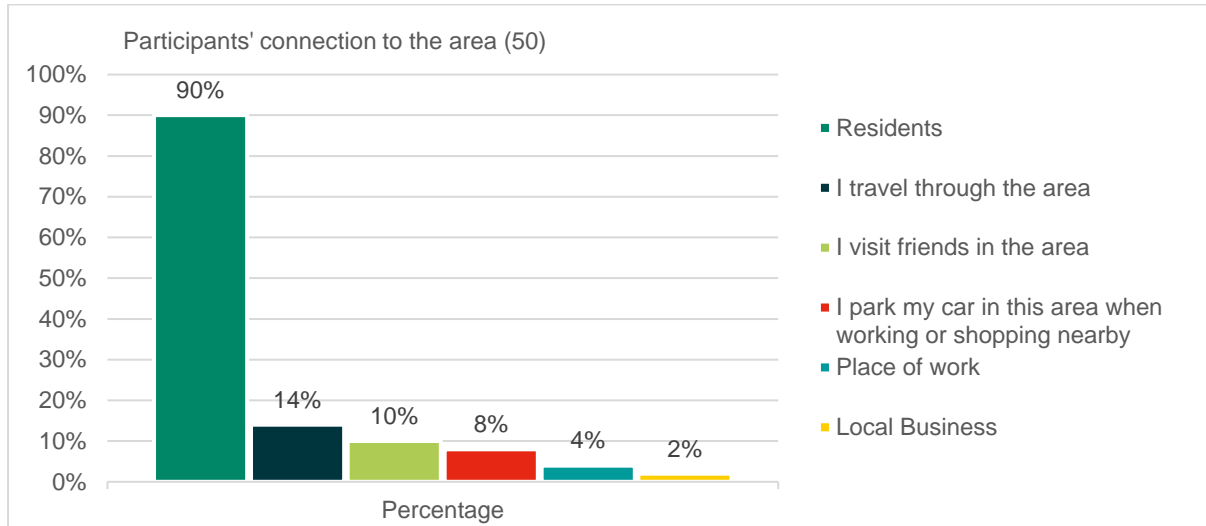 Participants' connection to the area (50)
100%
90%
80%
70%
60%
50%
40%
30%
20%
10%
0%
90%
14%
10%
8%
4%
2%
Percentage
Residents
I travel through the area
I visit friends in the area
I park my car in this area when
working or shopping nearby
Place of work
Local Business